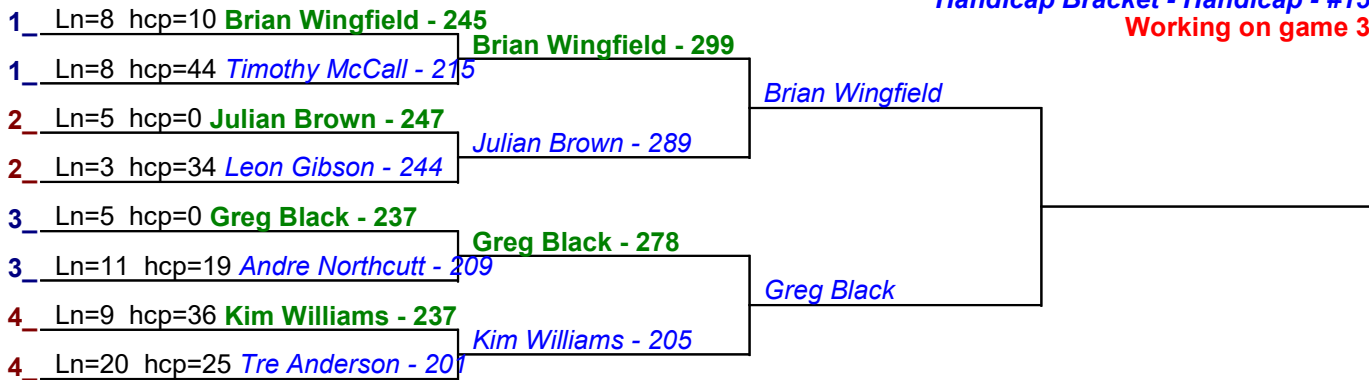 Handicap Bracket - Handicap - #13
Working on game 3
1_ Ln=8 hcp=10 Brian Wingfield - 245
Brian Wingfield - 299
1_ Ln=8 hcp=44 Timothy McCall - 215
Brian Wingfield
2_ Ln=5 hcp=0 Julian Brown - 247
Julian Brown - 289
2_ Ln=3 hcp=34 Leon Gibson - 244
3_ Ln=5 hcp=0 Greg Black - 237
Greg Black - 278
3_ Ln=11 hcp=19 Andre Northcutt - 209
Greg Black
4_ Ln=9 hcp=36 Kim Williams - 237
Kim Williams - 205
4_ Ln=20 hcp=25 Tre Anderson - 201